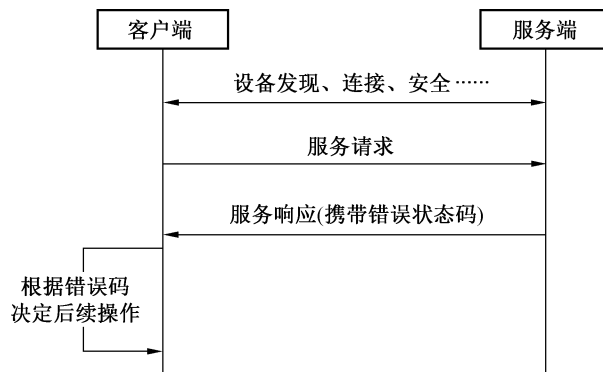 客户端
服务端
设备发现、连接、安全……
服务请求
服务响应(携带错误状态码)
根据错误码
决定后续操作